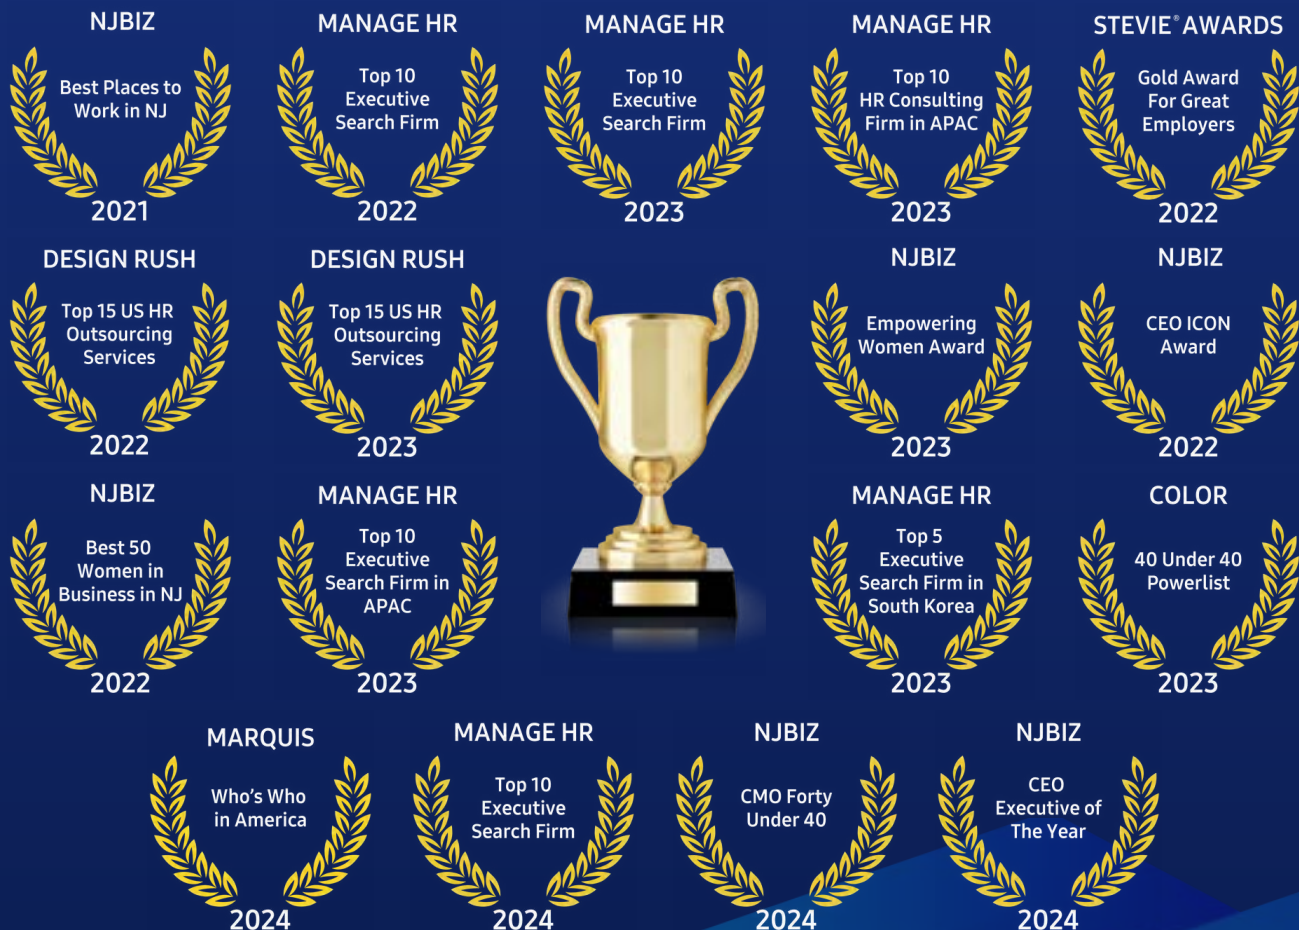 NJBIZ
Best Places to
Work in NJ
2021
MANAGE HR
Top 10
Executive
Search Firm
2022
MANAGE HR
Top 10
Executive
Search Firm
2023
MANAGE HR
Top 10
HR Consulting
Firm in APAC
2023
STEVIE® AWARDS
Gold Award
For Great
Employers
2022
DESIGN RUSH
Top 15 US HR
Outsourcing
Services
2022
DESIGN RUSH
Top 15 US HR
Outsourcing
Services
2023
NJBIZ
Empowering
Women Award
2023
NJBIZ
CEO ICON
Award
2022
NJBIZ
Best 50
Women in
Business in NJ
2022
MANAGE HR
Top 10
Executive
Search Firm in
APAC
2023
MANAGE HR
Top 5
Executive
Search Firm in
South Korea
2023
COLOR
40 Under 40
Powerlist
2023
MARQUIS
Who's Who
in America
2024
MANAGE HR
Top 10
Executive
Search Firm
2024
NJBIZ
CMO Forty
Under 40
2024
NJBIZ
CEO
Executive of
The Year
2024